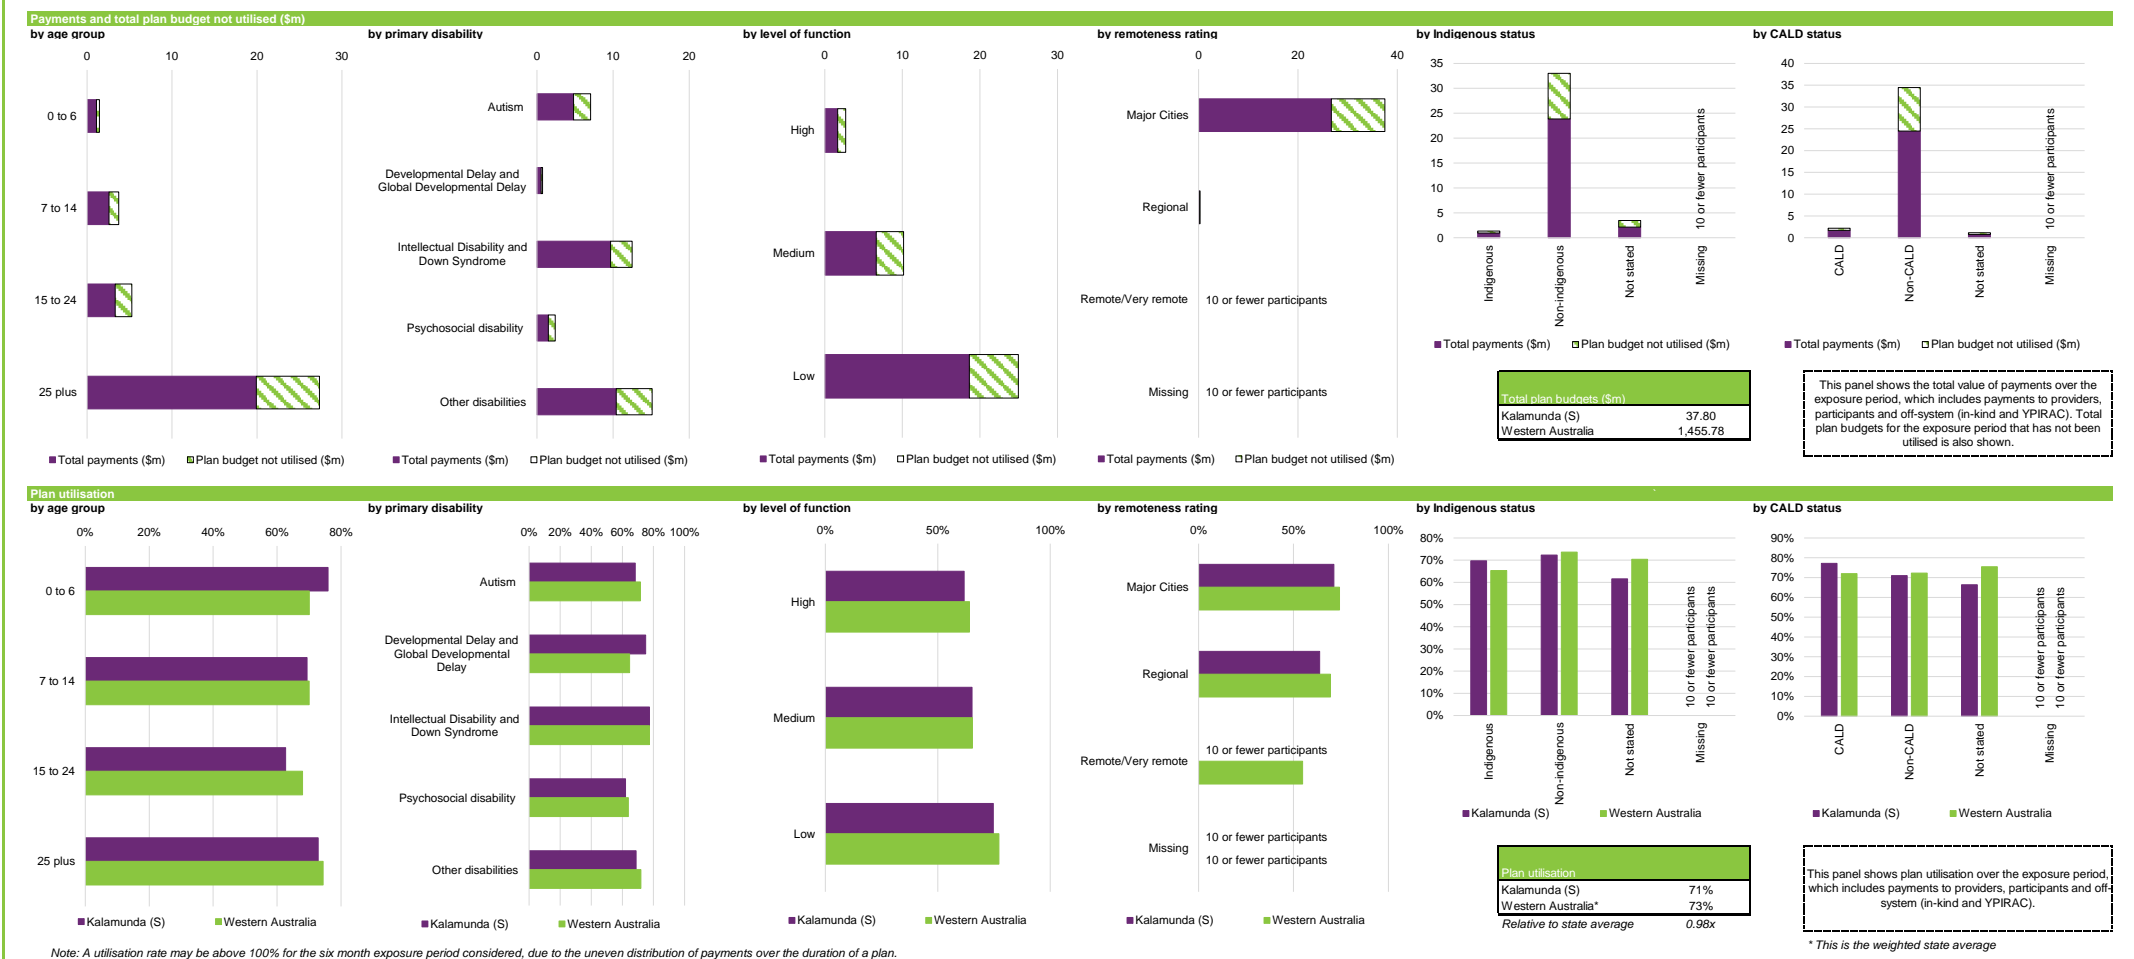 Payments and total plan budget not utilised ($m)
by age group
0 10 20 30
0 to 6
7 to 14
15 to 24
25 plus
Total payments ($m) Plan budget not utilised ($m)
by primary disability
0 10 20
Autism
Developmental Delay and
Global Developmental Delay
Intellectual Disability and
Down Syndrome
Psychosocial disability
Other disabilities
Total payments ($m) Plan budget not utilised ($m)
by level of function
0 10 20 30
High
Medium
Low
Total payments ($m) Plan budget not utilised ($m)
by remoteness rating
0 20 40
Major Cities
Regional
Remote/Very remote 10 or fewer participants
Missing 10 or fewer participants
Total payments ($m) Plan budget not utilised ($m)
by Indigenous status
35
30
25
20
15
10
5
0
10 or fewer participants
Indigenous
Non-indigenous
Not stated
Missing
Total payments ($m) Plan budget not utilised ($m)
Total plan budgets ($m)
Kalamunda (S) 37.80
Western Australia 1,455.78
by CALD status
40
35
30
25
20
15
10
5
0
10 or fewer participants
CALD
Non-CALD
Not stated
Missing
Total payments ($m) Plan budget not utilised ($m)
This panel shows the total value of payments over the
exposure period, which includes payments to providers,
participants and off-system (in-kind and YPIRAC). Total
plan budgets for the exposure period that has not been
utilised is also shown.
Plan utilisation
by age group
0% 20% 40% 60% 80%
0 to 6
7 to 14
15 to 24
25 plus
Kalamunda (S) Western Australia
by primary disability
0% 20% 40% 60% 80% 100%
Autism
Developmental Delay and
Global Developmental
Delay
Intellectual Disability and
Down Syndrome
Psychosocial disability
Other disabilities
Kalamunda (S) Western Australia
by level of function
0% 50% 100%
High
Medium
Low
Kalamunda (S) Western Australia
by remoteness rating
0% 50% 100%
Major Cities
Regional
10 or fewer participants
Remote/Very remote
10 or fewer participants
Missing
10 or fewer participants
Kalamunda (S) Western Australia
by Indigenous status
80%
70%
60%
50%
40%
30%
20%
10%
0%
10 or fewer participants
10 or fewer participants
Indigenous
Non-indigenous
Not stated
Missing
Kalamunda (S) Western Australia
Plan utilisation
Kalamunda (S) 71%
Western Australia* 73%
Relative to state average 0.98x
by CALD status
90%
80%
70%
60%
50%
40%
30%
20%
10%
0%
10 or fewer participants
10 or fewer participants
CALD
Non-CALD
Not stated
Missing
Kalamunda (S) Western Australia
This panel shows plan utilisation over the exposure period,
which includes payments to providers, participants and off-
system (in-kind and YPIRAC).
* This is the weighted state average
Note: A utilisation rate may be above 100% for the six month exposure period considered, due to the uneven distribution of payments over the duration of a plan.